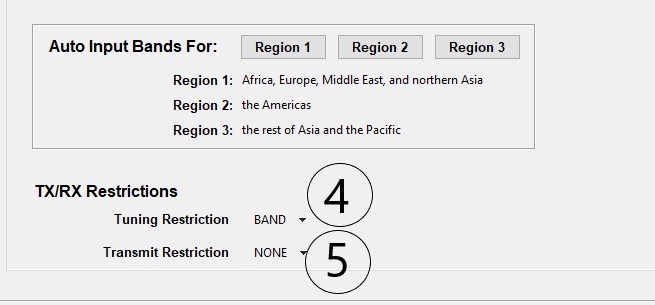 Auto Input Bands For: Region 1 Region 2 Region 3
Region 1: Africa, Europe, Middle East, and northern Asia
Region 2: the Americas
Region 3: the rest of Asia and the Pacific
TX/RX Restrictions
Tuning Restriction BAND 4
Transmit Restriction NONE 5